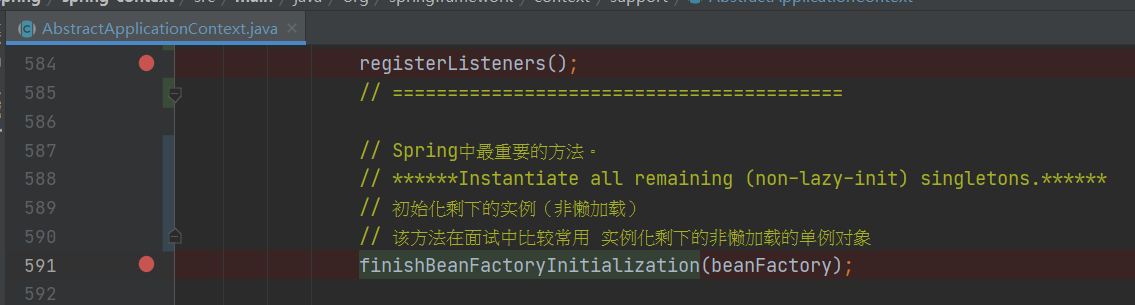 spring-context / src / main / java / org / springframework / context / support / AbstractApplicationContext
AbstractApplicationContext.java ×
584 registerListeners();
585 // =========================================
586
587 // Spring中最重要的方法。
588 // ******Instantiate all remaining (non-lazy-init) singletons.******
589 // 初始化剩下的实例（非懒加载）
590 // 该方法在面试中比较常用 实例化剩下的非懒加载的单例对象
591 finishBeanFactoryInitialization(beanFactory);
592